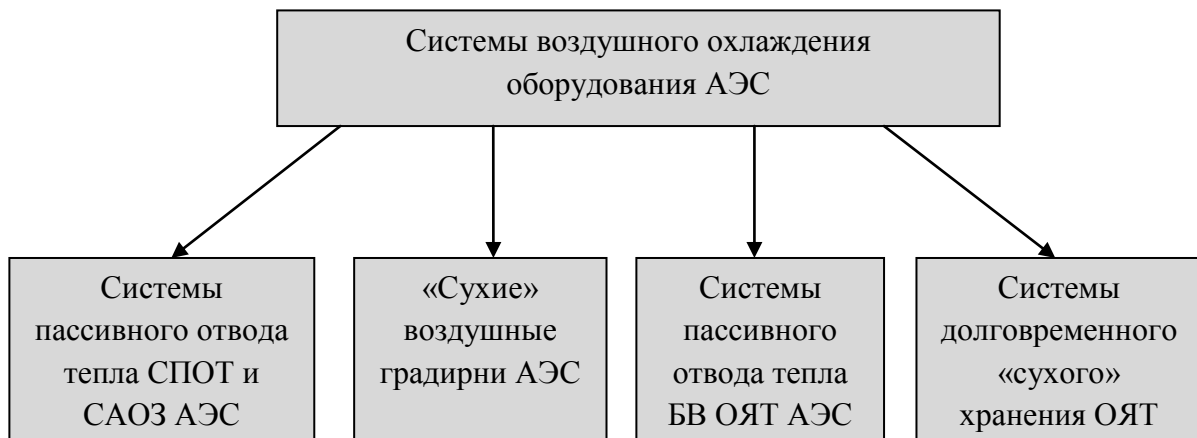 Системы воздушного охлаждения
оборудования АЭС
Системы
пассивного отвода
тепла СПОТ и
САОЗ АЭС
«Сухие»
воздушные
градирни АЭС
Системы
пассивного
отвода тепла
БВ ОЯТ АЭС
Системы
долговременного
«сухого»
хранения ОЯТ